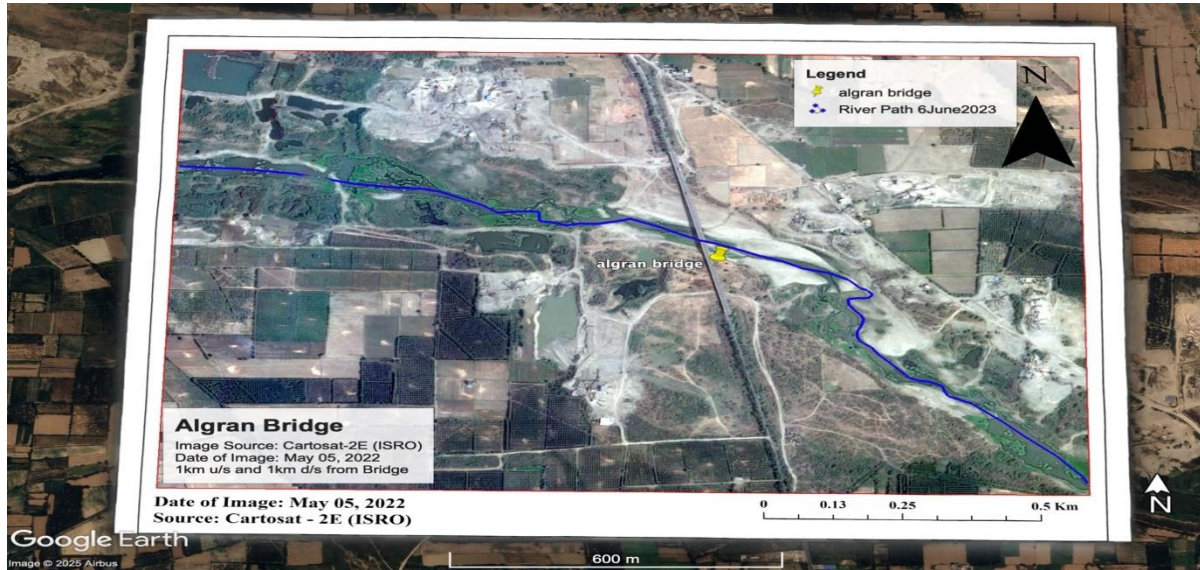 Legend
algran bridge
River Path 6June2023
N
algran bridge
Algran Bridge
Image Source: Cartosat-2E (ISRO)
Date of Image: May 05, 2022
1km u/s and 1km d/s from Bridge
Date of Image: May 05, 2022
Source: Cartosat - 2E (ISRO)
0 0.13 0.25 0.5 Km
N
Google Earth
600 m
Image © 2025 Airbus